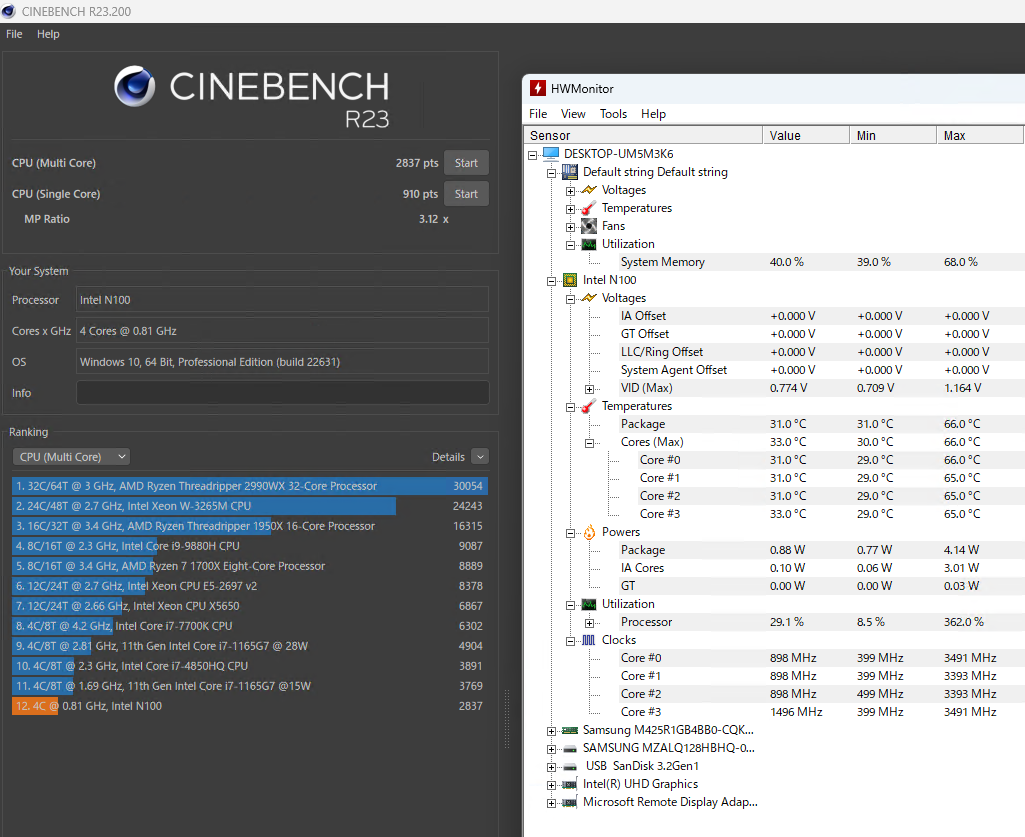 CINEBENCH R23.200
File Help
CINEBENCH
R23
CPU (Multi Core) 2837 pts Start
CPU (Single Core) 910 pts Start
MP Ratio 3.12 x
Your System
Processor Intel N100
Cores x GHz 4 Cores @ 0.81 GHz
OS Windows 10, 64 Bit, Professional Edition (build 22631)
Info
Ranking
CPU (Multi Core) Details
1. 32C/64T @ 3 GHz, AMD Ryzen Threadripper 2990WX 32-Core Processor 30054
2. 24C/48T @ 2.7 GHz, Intel Xeon W-3265M CPU 24243
3. 16C/32T @ 3.4 GHz, AMD Ryzen Threadripper 1950X 16-Core Processor 16315
4. 8C/16T @ 2.3 GHz, Intel Core i9-9880H CPU 9087
5. 8C/16T @ 3.4 GHz, AMD Ryzen 7 1700X Eight-Core Processor 8889
6. 12C/24T @ 2.7 GHz, Intel Xeon CPU E5-2697 v2 8378
7. 12C/24T @ 2.66 GHz, Intel Xeon CPU X5650 6867
8. 4C/8T @ 4.2 GHz, Intel Core i7-7700K CPU 6302
9. 4C/8T @ 2.81 GHz, 11th Gen Intel Core i7-1165G7 @ 28W 4904
10. 4C/8T @ 2.3 GHz, Intel Core i7-4850HQ CPU 3891
11. 4C/8T @ 1.69 GHz, 11th Gen Intel Core i7-1165G7 @15W 3769
12. 4C @ 0.81 GHz, Intel N100 2837
HWMonitor
File View Tools Help
Sensor Value Min Max
DESKTOP-UM5M3K6
Default string Default string
Voltages
Temperatures
Fans
Utilization
System Memory 40.0 % 39.0 % 68.0 %
Intel N100
Voltages
IA Offset +0.000 V +0.000 V +0.000 V
GT Offset +0.000 V +0.000 V +0.000 V
LLC/Ring Offset +0.000 V +0.000 V +0.000 V
System Agent Offset +0.000 V +0.000 V +0.000 V
VID (Max) 0.774 V 0.709 V 1.164 V
Temperatures
Package 31.0 °C 31.0 °C 66.0 °C
Cores (Max) 33.0 °C 30.0 °C 66.0 °C
Core #0 31.0 °C 29.0 °C 66.0 °C
Core #1 31.0 °C 29.0 °C 65.0 °C
Core #2 31.0 °C 29.0 °C 65.0 °C
Core #3 33.0 °C 29.0 °C 65.0 °C
Powers
Package 0.88 W 0.77 W 4.14 W
IA Cores 0.10 W 0.06 W 3.01 W
GT 0.00 W 0.00 W 0.03 W
Utilization
Processor 29.1 % 8.5 % 362.0 %
Clocks
Core #0 898 MHz 399 MHz 3491 MHz
Core #1 898 MHz 399 MHz 3393 MHz
Core #2 898 MHz 499 MHz 3393 MHz
Core #3 1496 MHz 399 MHz 3491 MHz
Samsung M425R1GB4BB0-CQK...
SAMSUNG MZALQ128HBHQ-0...
USB SanDisk 3.2Gen1
Intel(R) UHD Graphics
Microsoft Remote Display Adap...